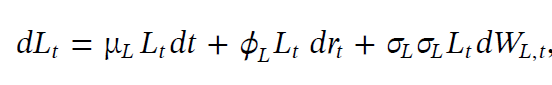 dL_t = μ_L L_t dt + ϕ_L L_t dr_t + σ_L σ_L L_t dW_{L,t},